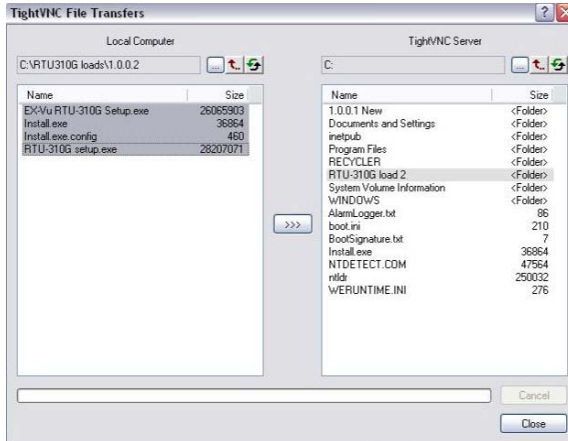 TightVNC File Transfers
Local Computer
C:\RTU310G loads\1.0.0.2
Name Size
EX-Vu RTU-310G Setup.exe 26065903
Install.exe 36864
Install.exe.config 460
RTU-310G setup.exe 28207071
>>>
TightVNC Server
C:
Name Size
1.0.0.1 New <Folder>
Documents and Settings <Folder>
inetpub <Folder>
Program Files <Folder>
RECYCLER <Folder>
RTU-310G load 2 <Folder>
System Volume Information <Folder>
WINDOWS <Folder>
AlarmLogger.txt 86
boot.ini 210
BootSignature.txt 7
Install.exe 36864
NTDETECT.COM 47564
ntldr 250032
WERUNTIME.INI 276
Cancel
Close